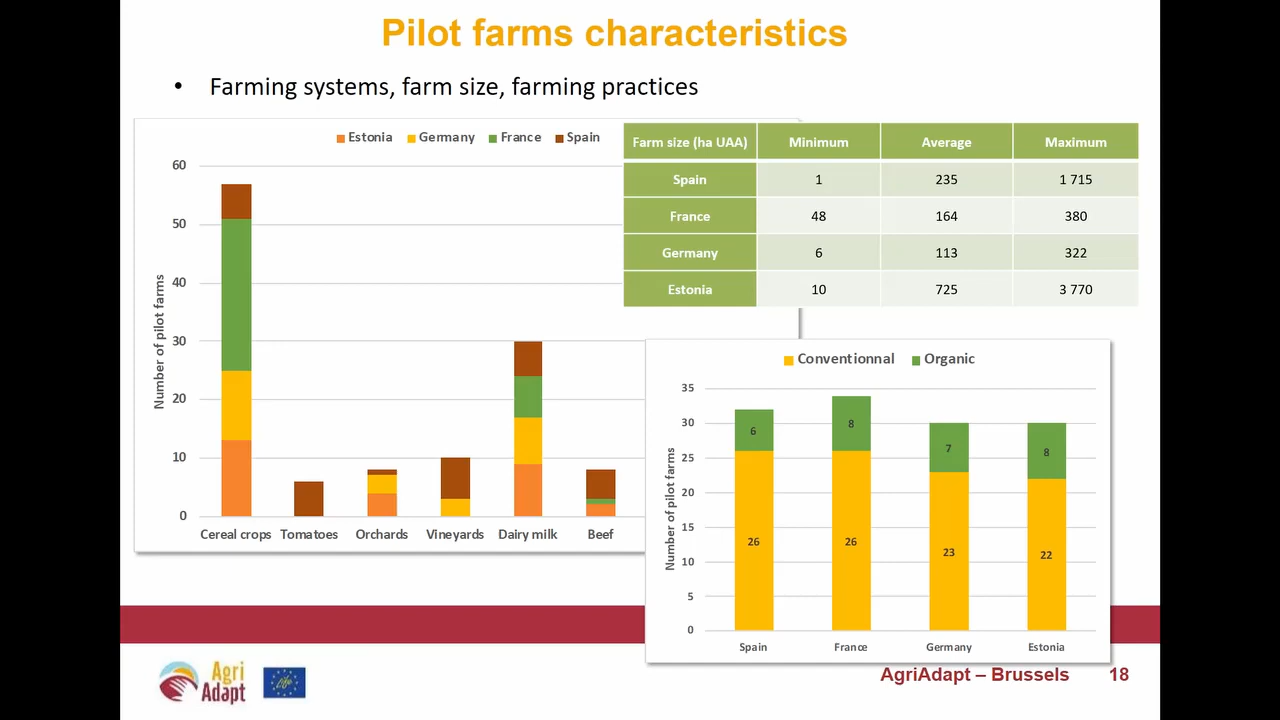 Pilot farms characteristics
• Farming systems, farm size, farming practices
Estonia Germany France Spain
60
50
40
30
20
10
0
Number of pilot farms
Cereal crops Tomatoes Orchards Vineyards Dairy milk Beef
Farm size (ha UAA) Minimum Average Maximum
Spain 1 235 1 715
France 48 164 380
Germany 6 113 322
Estonia 10 725 3 770
Conventionnal Organic
35
30
25
20
15
10
5
0
Number of pilot farms
6 8 7 8
26 26 23 22
Spain France Germany Estonia
Agri
Adapt
Life
AgriAdapt – Brussels 18